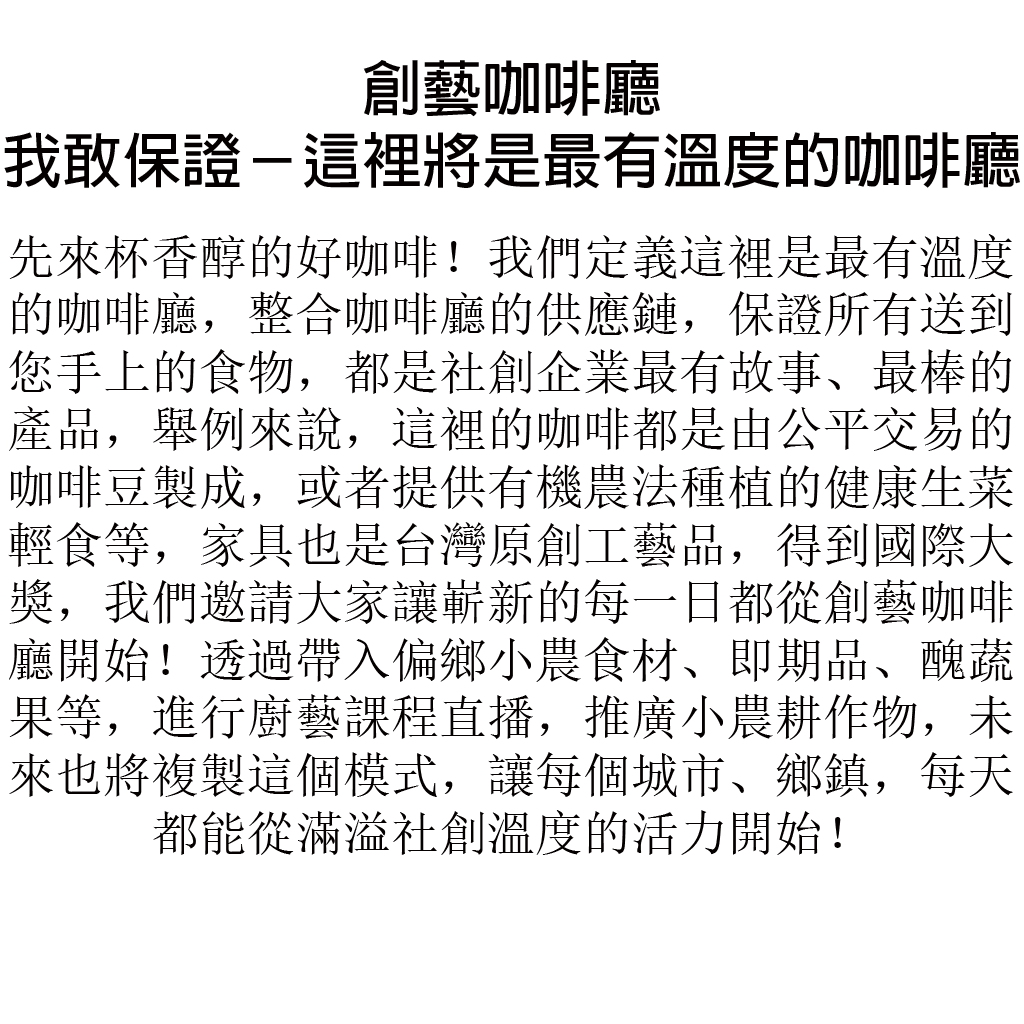 創藝咖啡廳
我敢保證－這裡將是最有溫度的咖啡廳
先來杯香醇的好咖啡！我們定義這裡是最有溫度
的咖啡廳，整合咖啡廳的供應鏈，保證所有送到
您手上的食物，都是社創企業最有故事、最棒的
產品，舉例來說，這裡的咖啡都是由公平交易的
咖啡豆製成，或者提供有機農法種植的健康生菜
輕食等，家具也是台灣原創工藝品，得到國際大
獎，我們邀請大家讓嶄新的每一日都從創藝咖啡
廳開始！透過帶入偏鄉小農食材、即期品、醜蔬
果等，進行廚藝課程直播，推廣小農耕作物，未
來也將複製這個模式，讓每個城市、鄉鎮，每天
都能從滿溢社創溫度的活力開始！